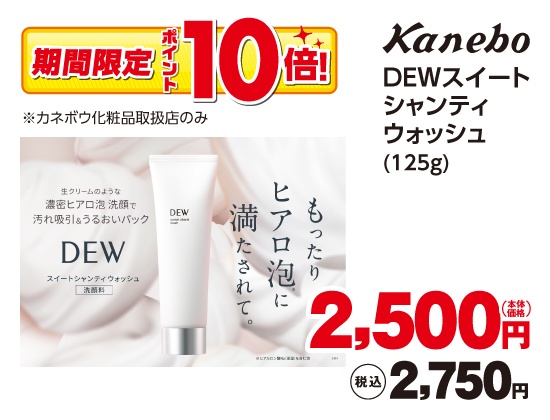 期間限定 ポイント 10倍!
※カネボウ化粧品取扱店のみ
Kanebo
DEWスイート
シャンティ
ウォッシュ
(125g)
生クリームのような
濃密ヒアロ泡 洗顔で
汚れ吸引&うるおいパック
DEW
スイートシャンティウォッシュ
洗顔料
DEW
もったり
ヒアロ泡に
満たされて。
2,500円(本体価格)
税込2,750円